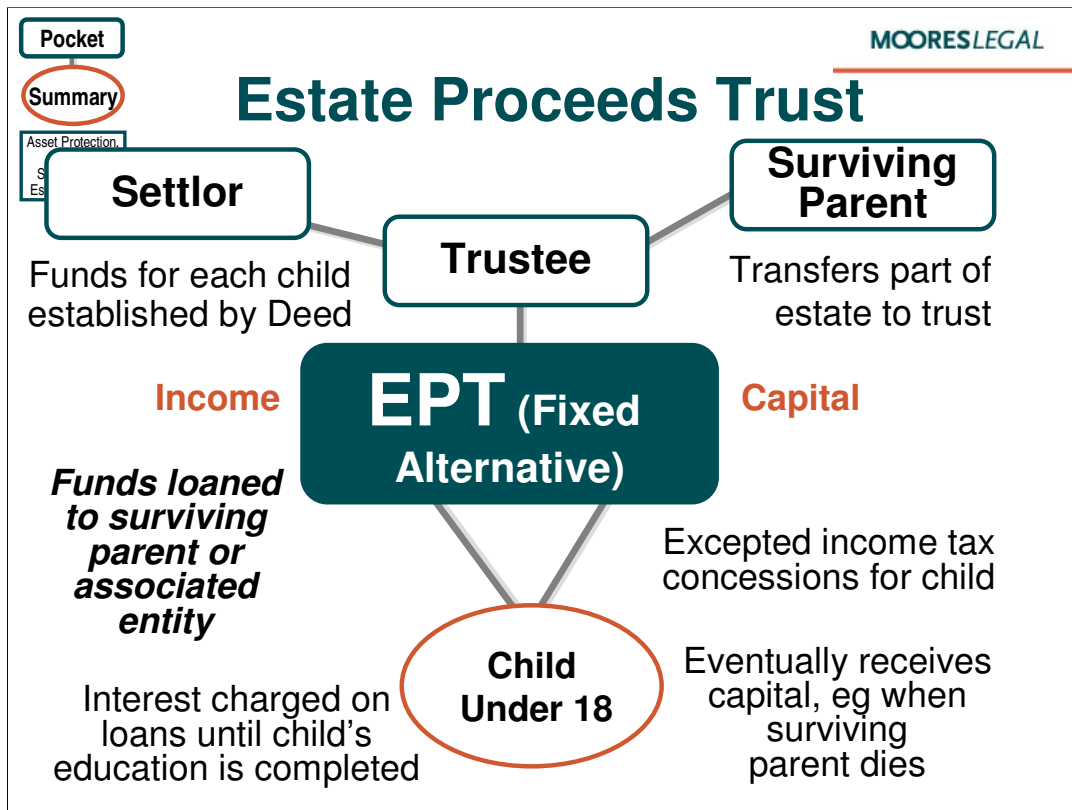 Pocket
MOORESLEGAL
Summary
Estate Proceeds Trust
Asset Protection,
S
Es
Settlor
Surviving
Parent
Trustee
Funds for each child
established by Deed
Transfers part of
estate to trust
Income
EPT (Fixed
Alternative)
Capital
Funds loaned
to surviving
parent or
associated
entity
Excepted income tax
concessions for child
Child
Under 18
Interest charged on
loans until child's
education is completed
Eventually receives
capital, eg when
surviving
parent dies